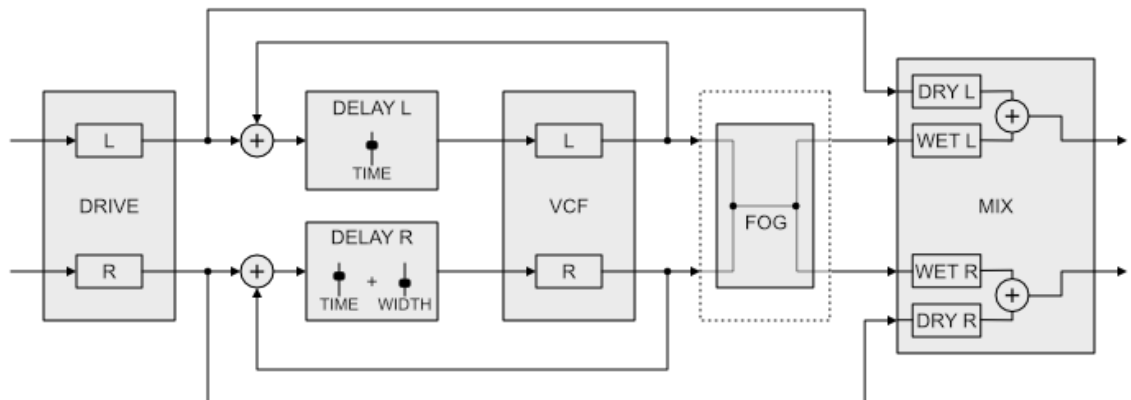 DELAY L
TIME
L
DRIVE
R
+
+
DELAY R
TIME + WIDTH
L
VCF
R
FOG
DRY L
WET L
+
MIX
WET R
DRY R
+